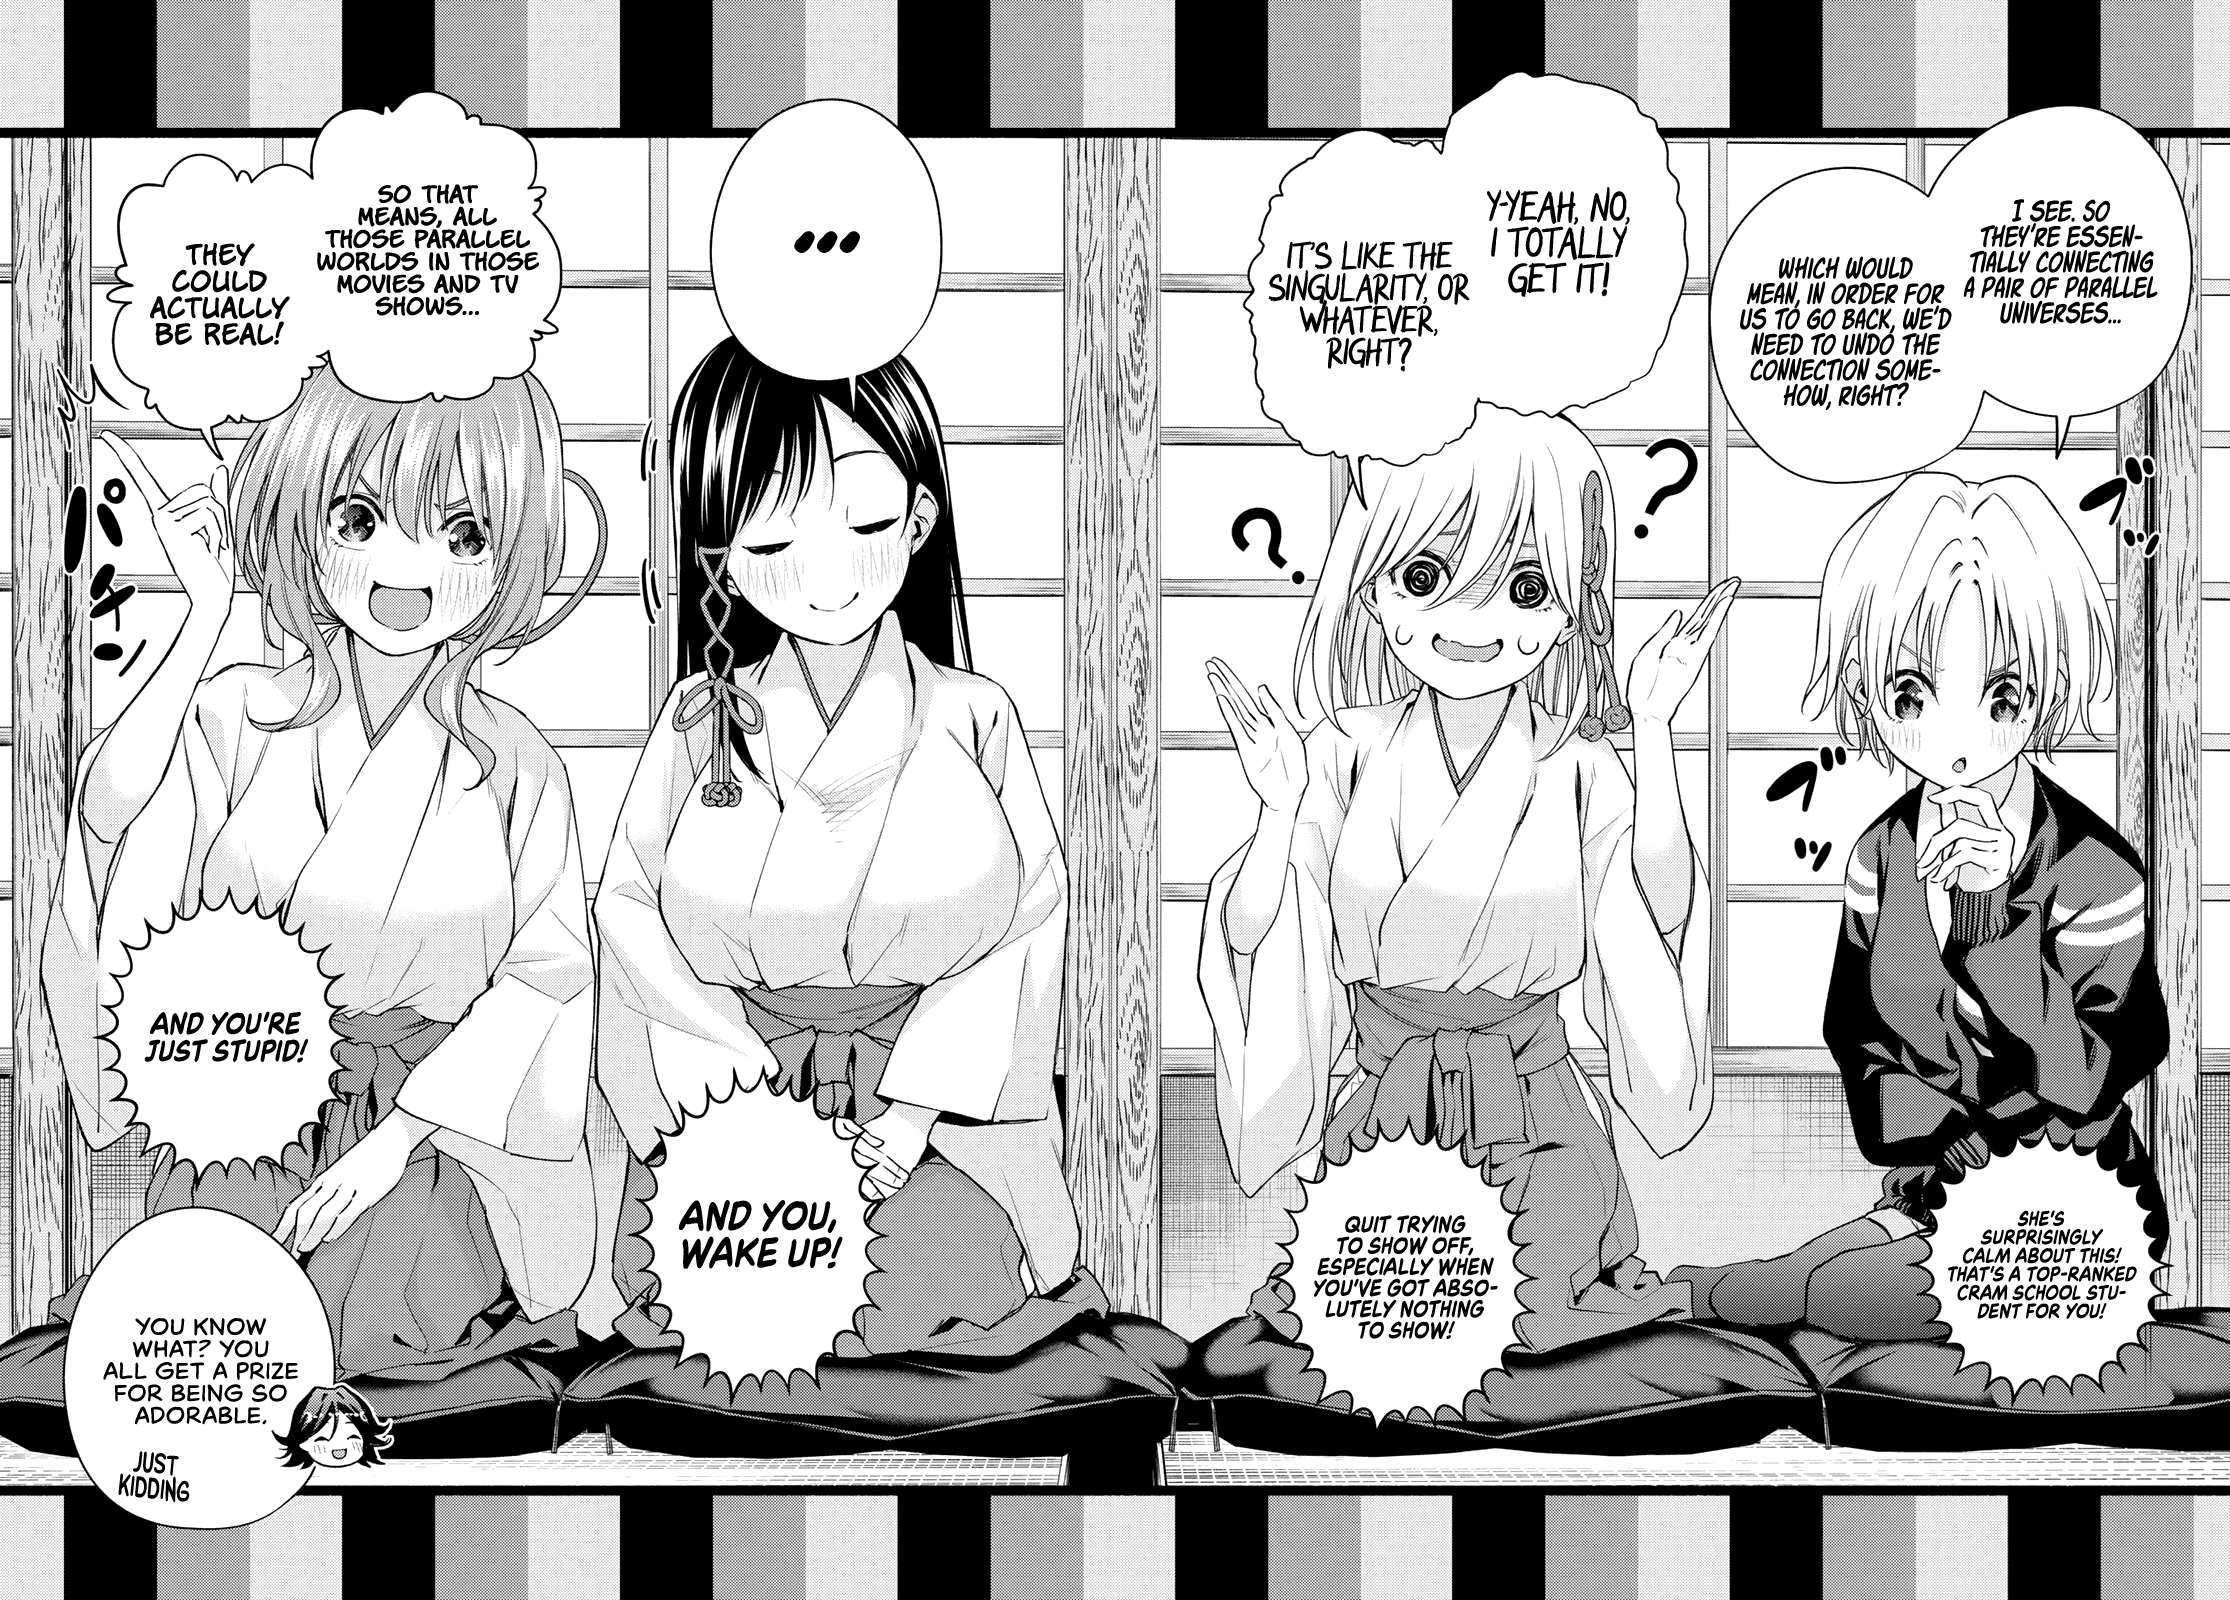 I SEE. SO
THEY'RE ESSEN-
TIALLY CONNECTING
A PAIR OF PARALLEL
UNIVERSES...
WHICH WOULD
MEAN, IN ORDER FOR
US TO GO BACK, WE'D
NEED TO UNDO THE
CONNECTION SOME-
HOW, RIGHT?
ブツッ
ブツッ
SHE'S
SURPRISINGLY
CALM ABOUT THIS!
THAT'S A TOP-RANKED
CRAM SCHOOL STU-
DENT FOR YOU!
Y-YEAH, NO,
I TOTALLY
GET IT!
IT'S LIKE THE
SINGULARITY, OR
WHATEVER,
RIGHT?
?
?
QUIT TRYING
TO SHOW OFF,
ESPECIALLY WHEN
YOU'VE GOT ABSO-
LUTELY NOTHING
TO SHOW!
...
AND YOU,
WAKE UP!
SO THAT
MEANS, ALL
THOSE PARALLEL
WORLDS IN THOSE
MOVIES AND TV
SHOWS...
THEY
COULD
ACTUALLY
BE REAL!
パチン
AND YOU'RE
JUST STUPID!
YOU KNOW
WHAT? YOU
ALL GET A PRIZE
FOR BEING SO
ADORABLE.
JUST
KIDDING